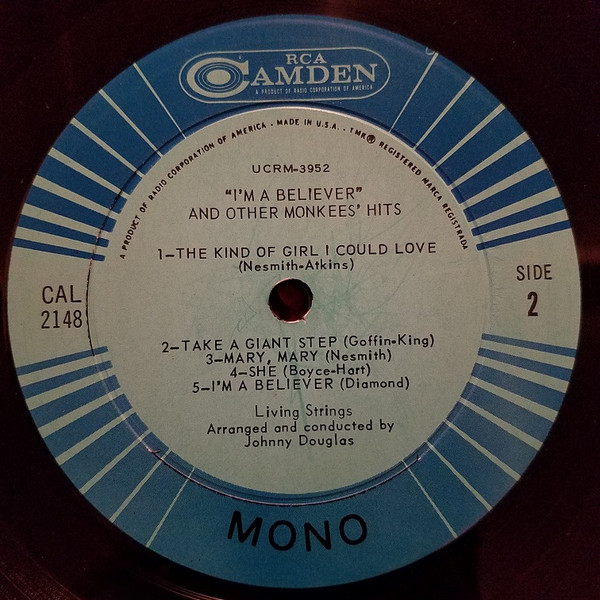 RCA
CAMDEN
A PRODUCT OF RADIO CORPORATION OF AMERICA
A PRODUCT OF RADIO CORPORATION OF AMERICA · MADE IN U.S.A. · TMK® REGISTERED MARCA REGISTRADA
UCRM-3952
"I'M A BELIEVER"
AND OTHER MONKEES' HITS
1–THE KIND OF GIRL I COULD LOVE
(Nesmith-Atkins)
CAL
2148
SIDE
2
2–TAKE A GIANT STEP (Goffin-King)
3–MARY, MARY (Nesmith)
4–SHE (Boyce-Hart)
5–I'M A BELIEVER (Diamond)
Living Strings
Arranged and conducted by
Johnny Douglas
MONO